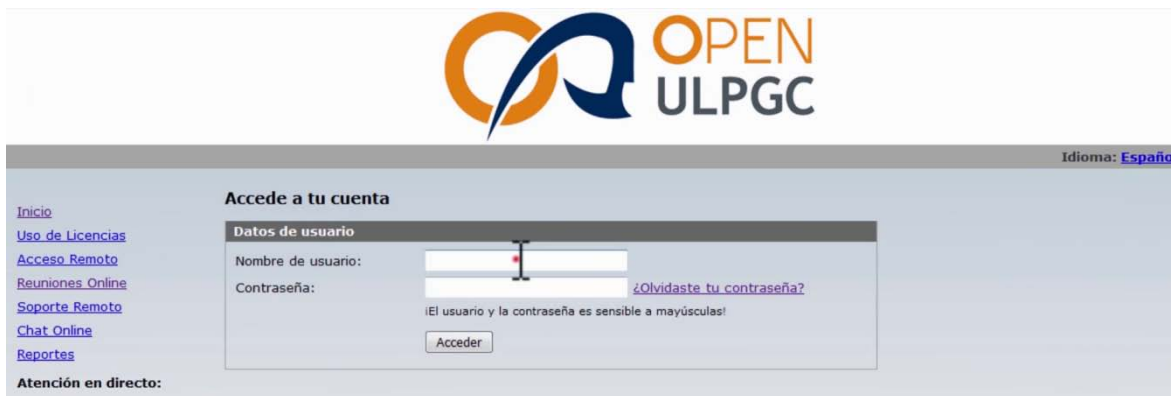 OPEN
ULPGC
Idioma: Españo
Accede a tu cuenta
Inicio
Uso de Licencias
Acceso Remoto
Reuniones Online
Soporte Remoto
Chat Online
Reportes
Atención en directo:
Datos de usuario
Nombre de usuario:
Contraseña:
¿Olvidaste tu contraseña?
¡El usuario y la contraseña es sensible a mayúsculas!
Acceder